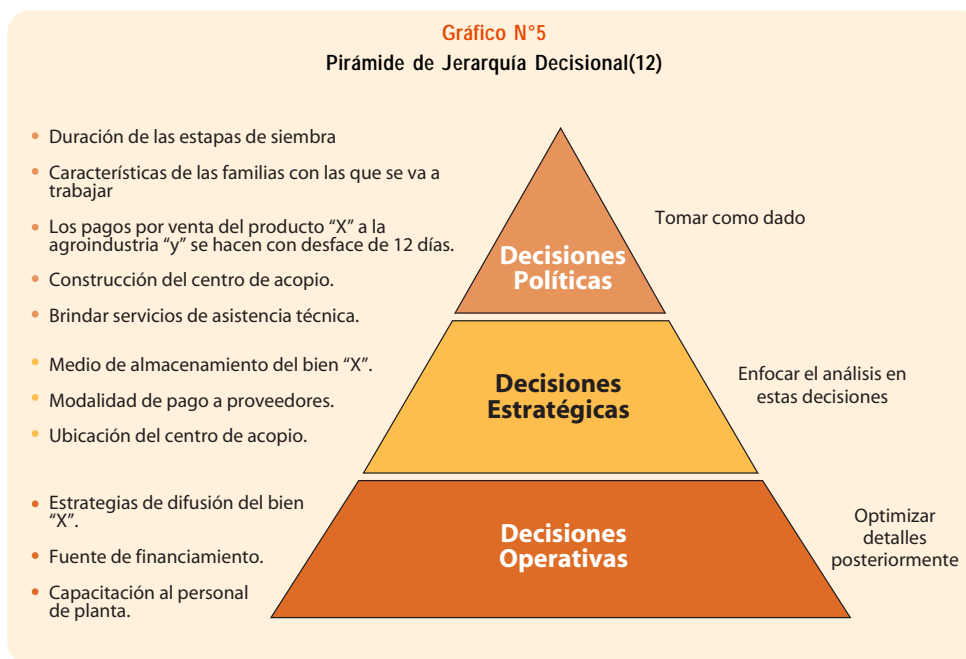 Gráfico N°5
Pirámide de Jerarquía Decisional(12)
• Duración de las estapas de siembra
• Características de las familias con las que se va a
trabajar
• Los pagos por venta del producto “X” a la
agroindustria “y” se hacen con desface de 12 días.
• Construcción del centro de acopio.
• Brindar servicios de asistencia técnica.
• Medio de almacenamiento del bien “X”.
• Modalidad de pago a proveedores.
• Ubicación del centro de acopio.
• Estrategias de difusión del bien
“X”.
• Fuente de financiamiento.
• Capacitación al personal
de planta.
Decisiones
Políticas
Tomar como dado
Decisiones
Estratégicas
Enfocar el análisis en
estas decisiones
Decisiones
Operativas
Optimizar
detalles
posteriormente